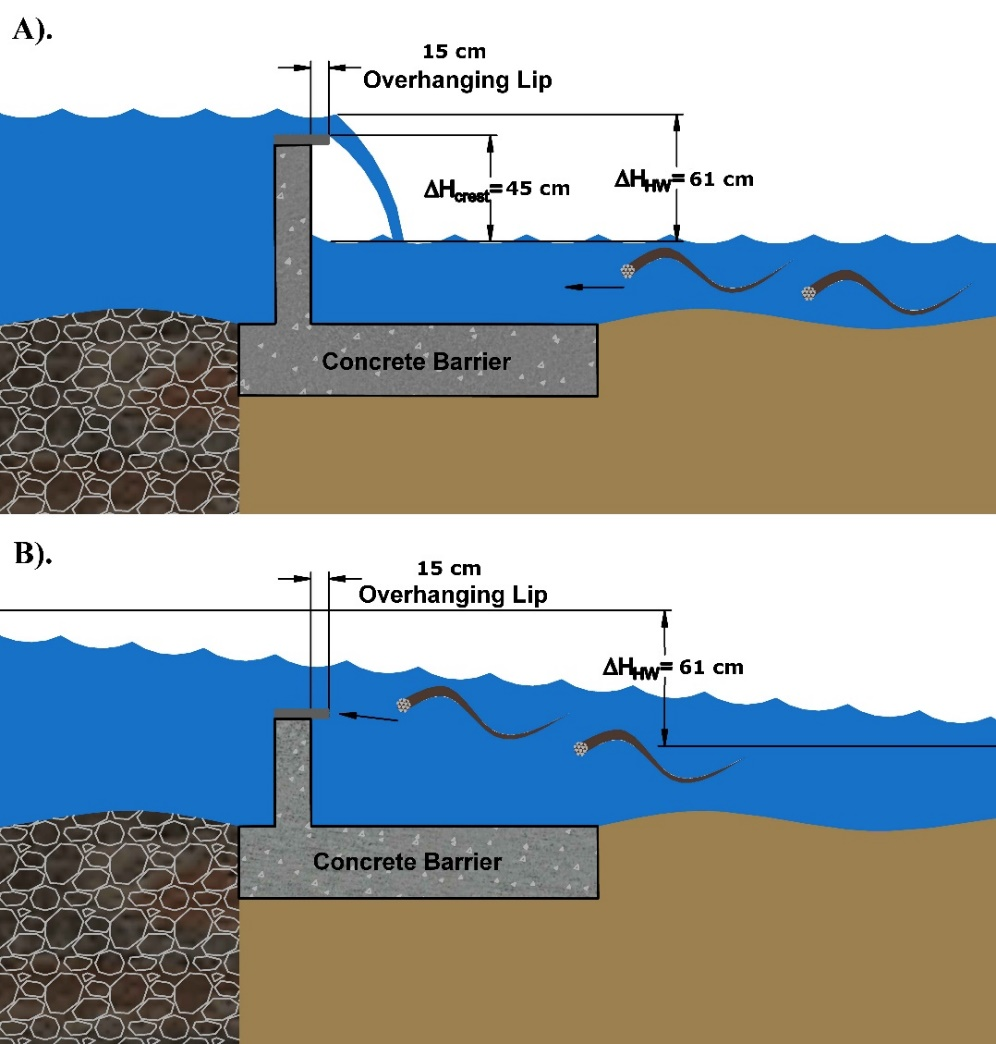 A).
15 cm
Overhanging Lip
ΔHcrest=45 cm
ΔHHW= 61 cm
Concrete Barrier
B).
15 cm
Overhanging Lip
ΔHHW= 61 cm
Concrete Barrier